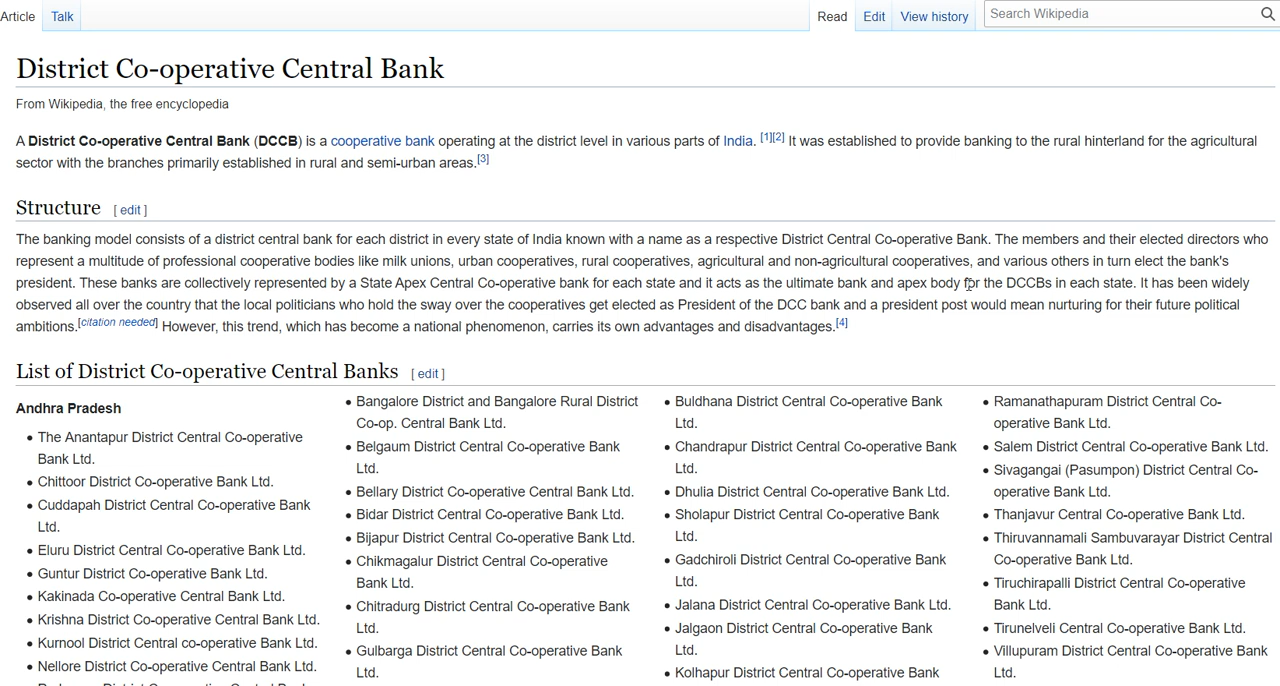 Article
Talk
Read
Edit
View history
Search Wikipedia
District Co-operative Central Bank
From Wikipedia, the free encyclopedia
A District Co-operative Central Bank (DCCB) is a cooperative bank operating at the district level in various parts of India. [1][2] It was established to provide banking to the rural hinterland for the agricultural
sector with the branches primarily established in rural and semi-urban areas.[3]
Structure [ edit ]
The banking model consists of a district central bank for each district in every state of India known with a name as a respective District Central Co-operative Bank. The members and their elected directors who
represent a multitude of professional cooperative bodies like milk unions, urban cooperatives, rural cooperatives, agricultural and non-agricultural cooperatives, and various others in turn elect the bank's
president. These banks are collectively represented by a State Apex Central Co-operative bank for each state and it acts as the ultimate bank and apex body for the DCCBs in each state. It has been widely
observed all over the country that the local politicians who hold the sway over the cooperatives get elected as President of the DCC bank and a president post would mean nurturing for their future political
ambitions.[citation needed] However, this trend, which has become a national phenomenon, carries its own advantages and disadvantages.[4]
List of District Co-operative Central Banks [ edit ]
Andhra Pradesh
• The Anantapur District Central Co-operative
Bank Ltd.
• Chittoor District Co-operative Bank Ltd.
• Cuddapah District Central Co-operative Bank
Ltd.
• Eluru District Central Co-operative Bank Ltd.
• Guntur District Co-operative Bank Ltd.
• Kakinada Co-operative Central Bank Ltd.
• Krishna District Co-operative Central Bank Ltd.
• Kurnool District Central co-operative Bank Ltd.
• Nellore District Co-operative Central Bank Ltd.
• Bangalore District and Bangalore Rural District
Co-op. Central Bank Ltd.
• Belgaum District Central Co-operative Bank
Ltd.
• Bellary District Co-operative Central Bank Ltd.
• Bidar District Central Co-operative Bank Ltd.
• Bijapur District Central Co-operative Bank Ltd.
• Chikmagalur District Central Co-operative
Bank Ltd.
• Chitradurg District Central Co-operative Bank
Ltd.
• Gulbarga District Central Co-operative Bank
Ltd.
• Buldhana District Central Co-operative Bank
Ltd.
• Chandrapur District Central Co-operative Bank
Ltd.
• Dhulia District Central Co-operative Bank Ltd.
• Sholapur District Central Co-operative Bank
Ltd.
• Gadchiroli District Central Co-operative Bank
Ltd.
• Jalana District Central Co-operative Bank Ltd.
• Jalgaon District Central Co-operative Bank
Ltd.
• Kolhapur District Central Co-operative Bank
• Ramanathapuram District Central Co-
operative Bank Ltd.
• Salem District Central Co-operative Bank Ltd.
• Sivagangai (Pasumpon) District Central Co-
operative Bank Ltd.
• Thanjavur Central Co-operative Bank Ltd.
• Thiruvannamali Sambuvarayar District Central
Co-operative Bank Ltd.
• Tiruchirapalli District Central Co-operative
Bank Ltd.
• Tirunelveli Central Co-operative Bank Ltd.
• Villupuram District Central Co-operative Bank
Ltd.